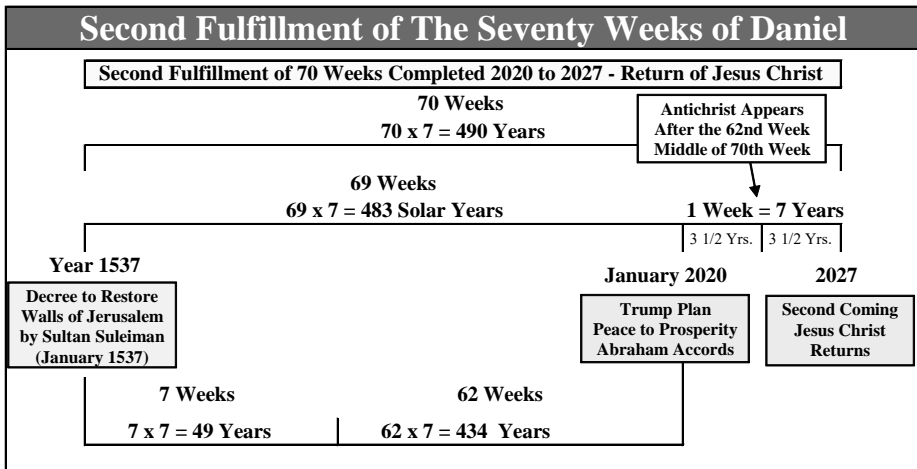 Second Fulfillment of The Seventy Weeks of Daniel
Second Fulfillment of 70 Weeks Completed 2020 to 2027 - Return of Jesus Christ
70 Weeks
70 x 7 = 490 Years
Antichrist Appears
After the 62nd Week
Middle of 70th Week
69 Weeks
69 x 7 = 483 Solar Years
1 Week = 7 Years
3 1/2 Yrs.
3 1/2 Yrs.
Year 1537
Decree to Restore
Walls of Jerusalem
by Sultan Suleiman
(January 1537)
January 2020
Trump Plan
Peace to Prosperity
Abraham Accords
2027
Second Coming
Jesus Christ
Returns
7 Weeks
7 x 7 = 49 Years
62 Weeks
62 x 7 = 434 Years